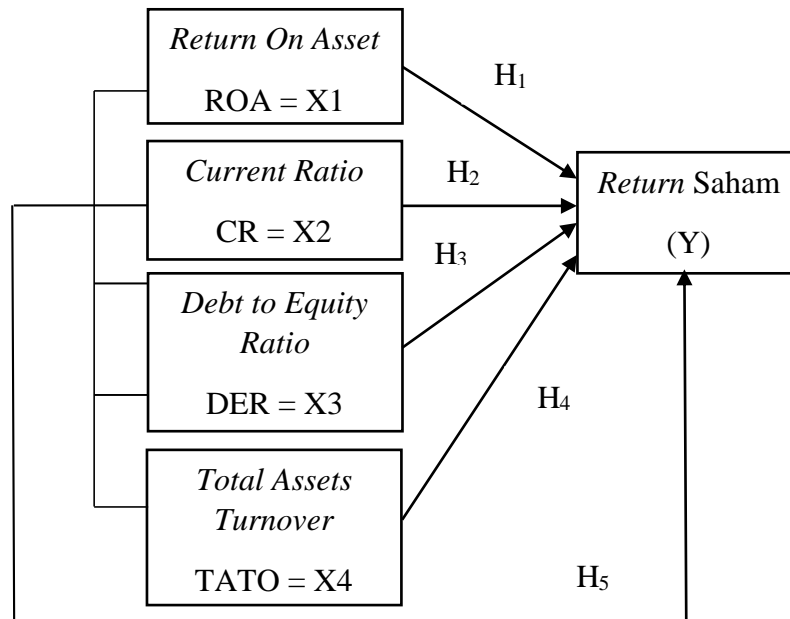 Return On Asset
ROA = X1
H1
Current Ratio
CR = X2
H2
Return Saham
(Y)
H3
Debt to Equity
Ratio
DER = X3
H4
Total Assets
Turnover
TATO = X4
H5